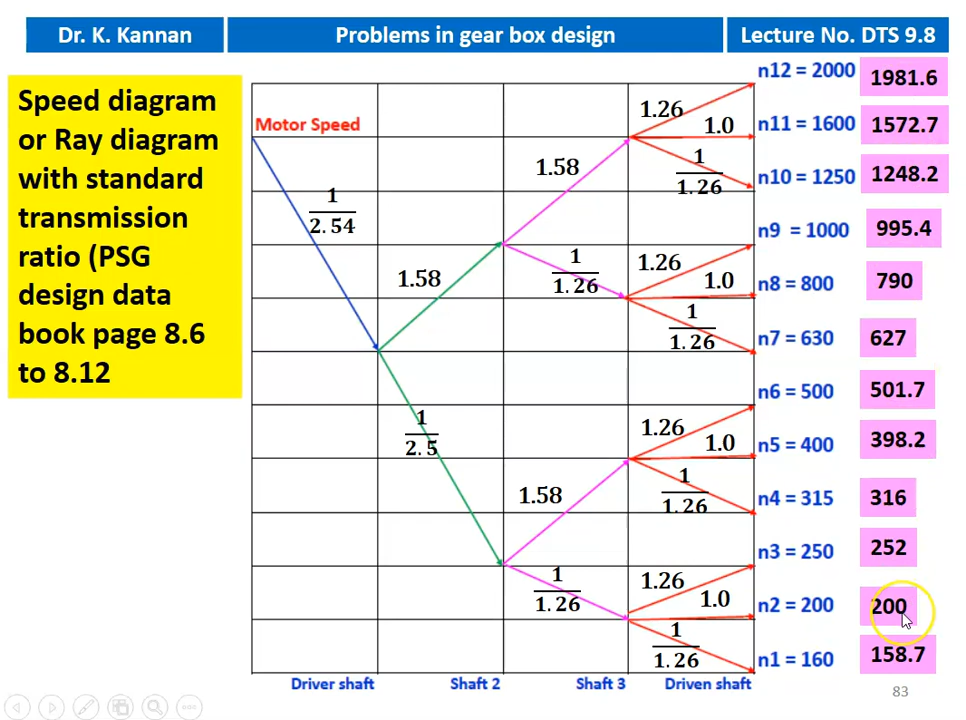 Dr. K. Kannan
Problems in gear box design
Lecture No. DTS 9.8
Speed diagram
or Ray diagram
with standard
transmission
ratio (PSG
design data
book page 8.6
to 8.12
Motor Speed
1
2.54
1.58
1
2.5
1.58
1
1.26
1.58
1
1.26
1.26
1.0
1
1.26
1.26
1.0
1
1.26
1.26
1.0
1
1.26
1.26
1.0
1
1.26
n12 = 2000 1981.6
n11 = 1600 1572.7
n10 = 1250 1248.2
n9 = 1000 995.4
n8 = 800 790
n7 = 630 627
n6 = 500 501.7
n5 = 400 398.2
n4 = 315 316
n3 = 250 252
n2 = 200 200
n1 = 160 158.7
Driver shaft Shaft 2 Shaft 3 Driven shaft
83